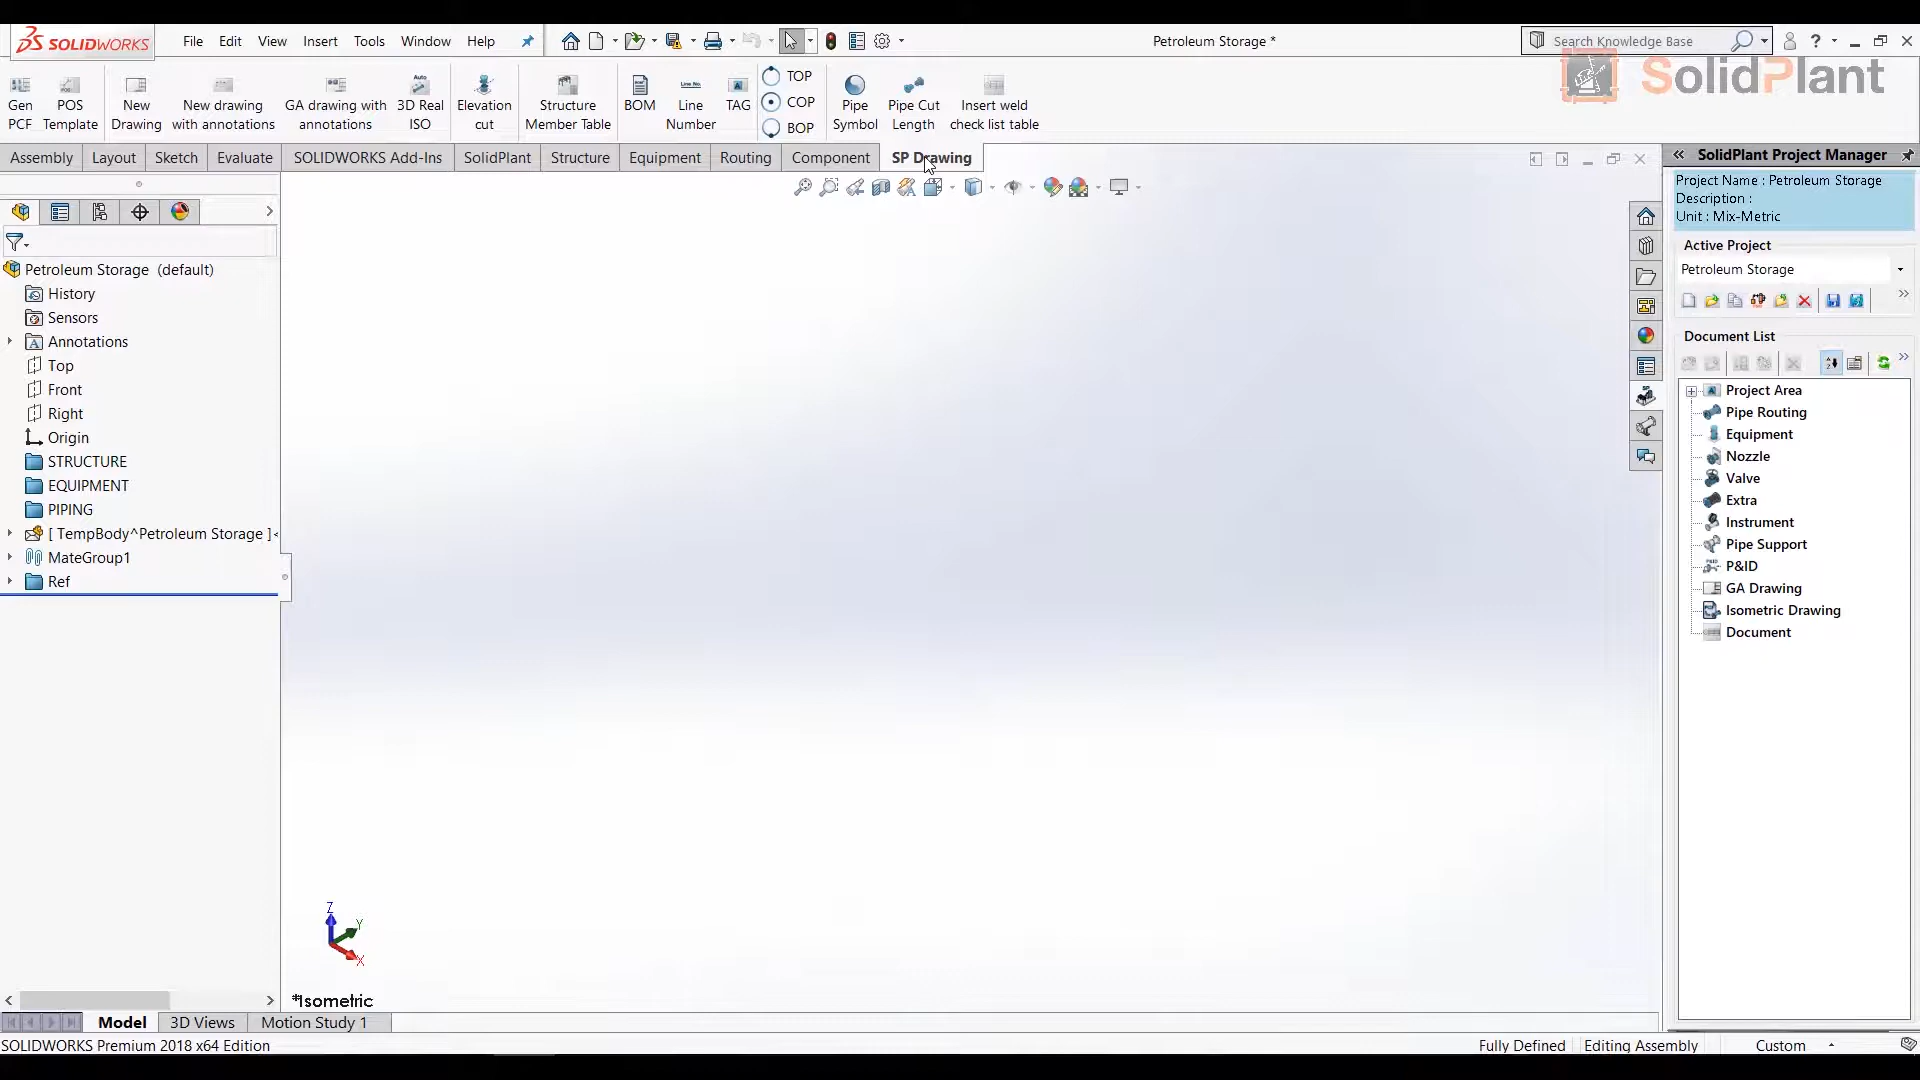 SOLIDWORKS
File Edit View Insert Tools Window Help
Petroleum Storage *
Search Knowledge Base
SolidPlant
Gen PCF
POS Template
New Drawing
New drawing with annotations
GA drawing with annotations
Auto
3D Real ISO
Elevation cut
Structure Member Table
BOM
Line No
Line Number
TAG
TOP
COP
BOP
Pipe Symbol
Pipe Cut Length
Insert weld check list table
Assembly Layout Sketch Evaluate SOLIDWORKS Add-Ins SolidPlant Structure Equipment Routing Component SP Drawing
Petroleum Storage (default)
History
Sensors
Annotations
Top
Front
Right
Origin
STRUCTURE
EQUIPMENT
PIPING
[ TempBody^Petroleum Storage ]<
MateGroup1
Ref
Z
Y
X
*Isometric
Model 3D Views Motion Study 1
SOLIDWORKS Premium 2018 x64 Edition
Fully Defined Editing Assembly Custom
SolidPlant Project Manager
Project Name : Petroleum Storage
Description :
Unit : Mix-Metric
Active Project
Petroleum Storage
Document List
Project Area
Pipe Routing
Equipment
Nozzle
Valve
Extra
Instrument
Pipe Support
P&ID
GA Drawing
Isometric Drawing
Document